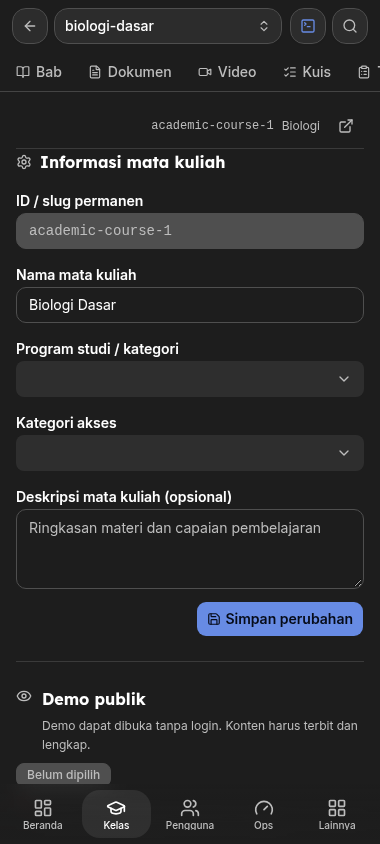 biologi-dasar
Bab
Dokumen
Video
Kuis
academic-course-1 Biologi
Informasi mata kuliah
ID / slug permanen
academic-course-1
Nama mata kuliah
Biologi Dasar
Program studi / kategori
Kategori akses
Deskripsi mata kuliah (opsional)
Ringkasan materi dan capaian pembelajaran
Simpan perubahan
Demo publik
Demo dapat dibuka tanpa login. Konten harus terbit dan
lengkap.
Belum dipilih
Beranda
Kelas
Pengguna
Ops
Lainnya